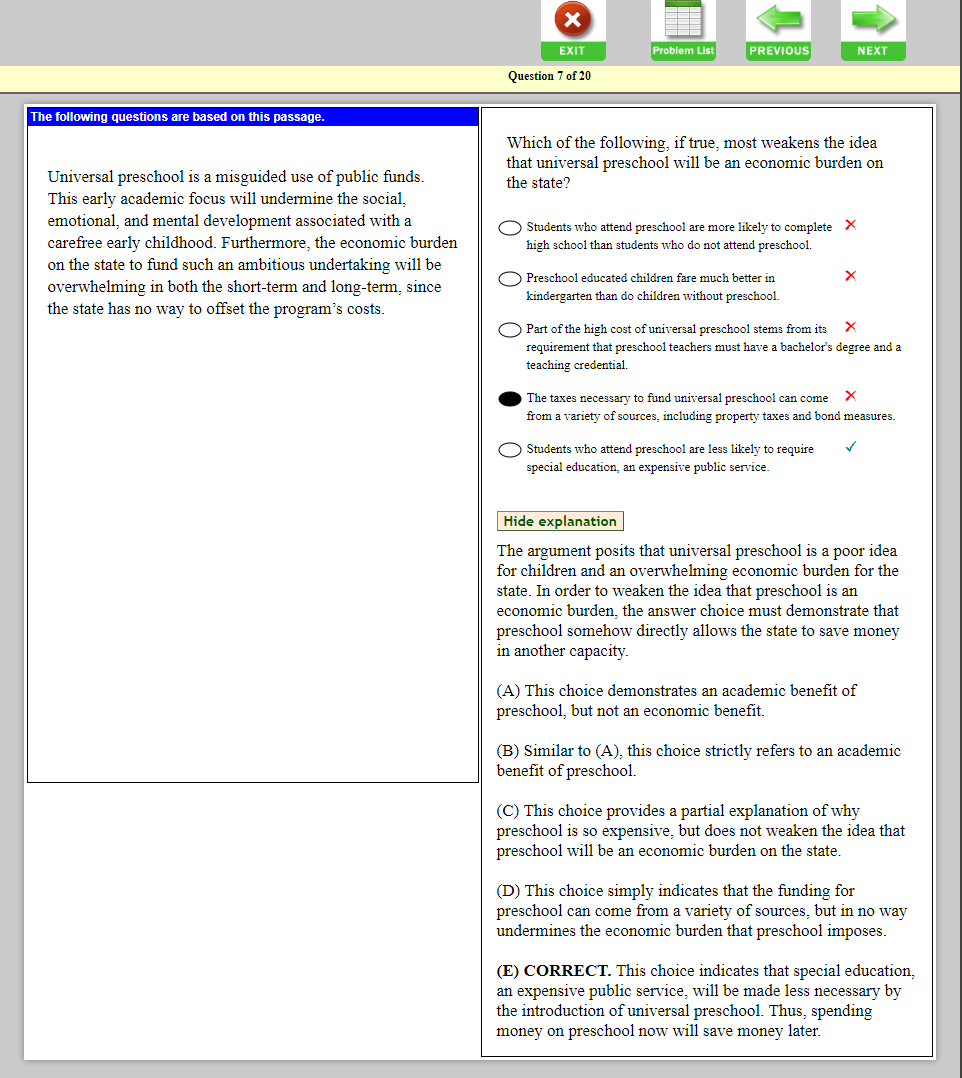 EXIT
Problem List
PREVIOUS
NEXT
Question 7 of 20
The following questions are based on this passage.
Universal preschool is a misguided use of public funds.
This early academic focus will undermine the social,
emotional, and mental development associated with a
carefree early childhood. Furthermore, the economic burden
on the state to fund such an ambitious undertaking will be
overwhelming in both the short-term and long-term, since
the state has no way to offset the program's costs.
Which of the following, if true, most weakens the idea
that universal preschool will be an economic burden on
the state?
Students who attend preschool are more likely to complete
high school than students who do not attend preschool.
Preschool educated children fare much better in
kindergarten than do children without preschool.
Part of the high cost of universal preschool stems from its
requirement that preschool teachers must have a bachelor's degree and a
teaching credential.
The taxes necessary to fund universal preschool can come
from a variety of sources, including property taxes and bond measures.
Students who attend preschool are less likely to require
special education, an expensive public service.
Hide explanation
The argument posits that universal preschool is a poor idea
for children and an overwhelming economic burden for the
state. In order to weaken the idea that preschool is an
economic burden, the answer choice must demonstrate that
preschool somehow directly allows the state to save money
in another capacity.
(A) This choice demonstrates an academic benefit of
preschool, but not an economic benefit.
(B) Similar to (A), this choice strictly refers to an academic
benefit of preschool.
(C) This choice provides a partial explanation of why
preschool is so expensive, but does not weaken the idea that
preschool will be an economic burden on the state.
(D) This choice simply indicates that the funding for
preschool can come from a variety of sources, but in no way
undermines the economic burden that preschool imposes.
(E) CORRECT. This choice indicates that special education,
an expensive public service, will be made less necessary by
the introduction of universal preschool. Thus, spending
money on preschool now will save money later.